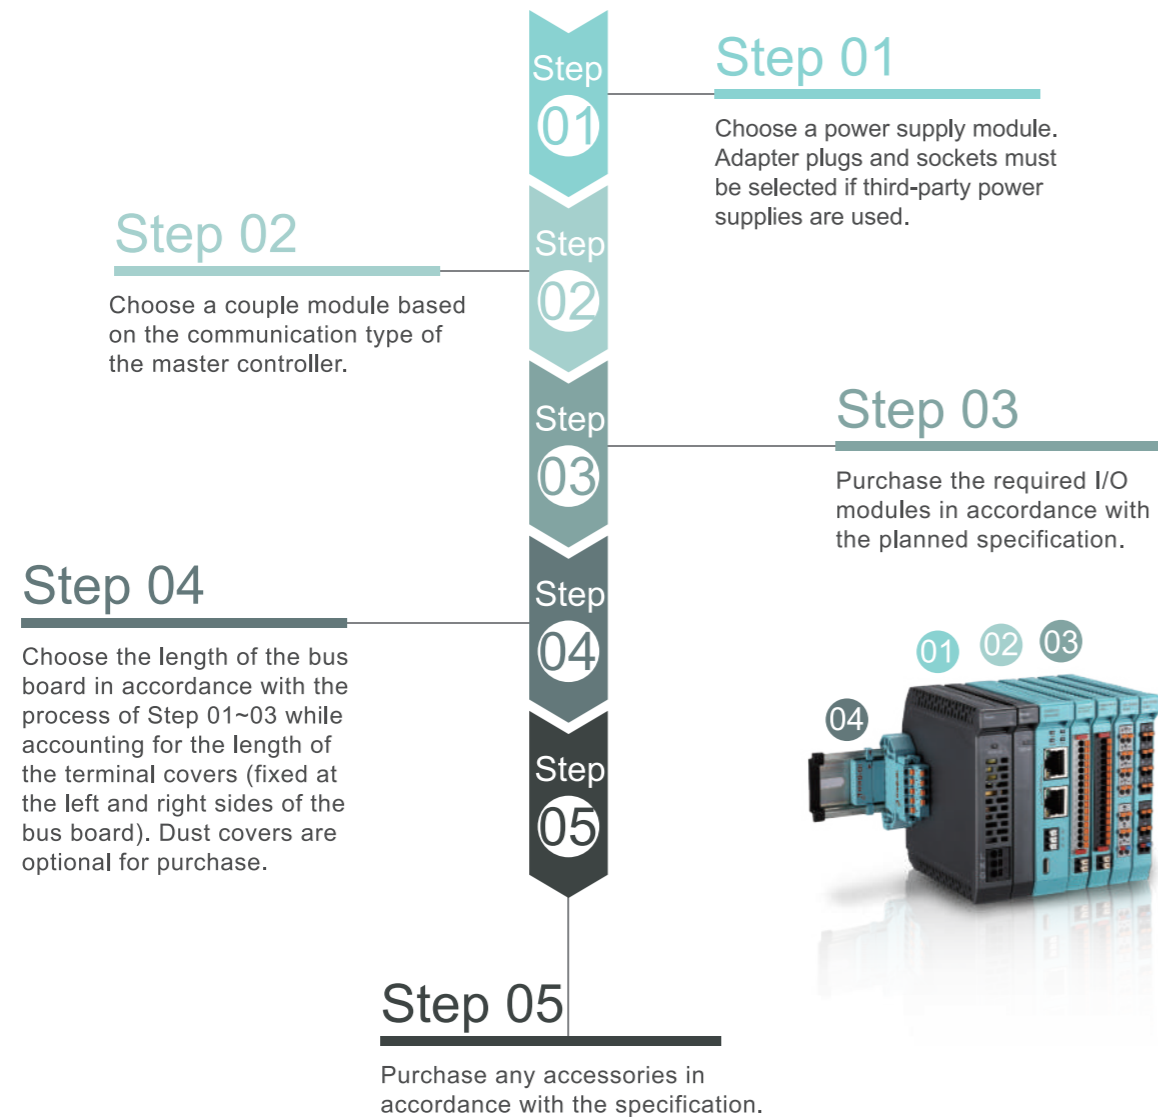 Step
01
Step 01
Choose a power supply module.
Adapter plugs and sockets must
be selected if third-party power
supplies are used.
Step
02
Step 02
Choose a couple module based
on the communication type of
the master controller.
Step
03
Step 03
Purchase the required I/O
modules in accordance with
the planned specification.
Step
04
Step 04
Choose the length of the bus
board in accordance with the
process of Step 01~03 while
accounting for the length of
the terminal covers (fixed at
the left and right sides of the
bus board). Dust covers are
optional for purchase.
01
02
03
04
Step
05
Step 05
Purchase any accessories in
accordance with the specification.